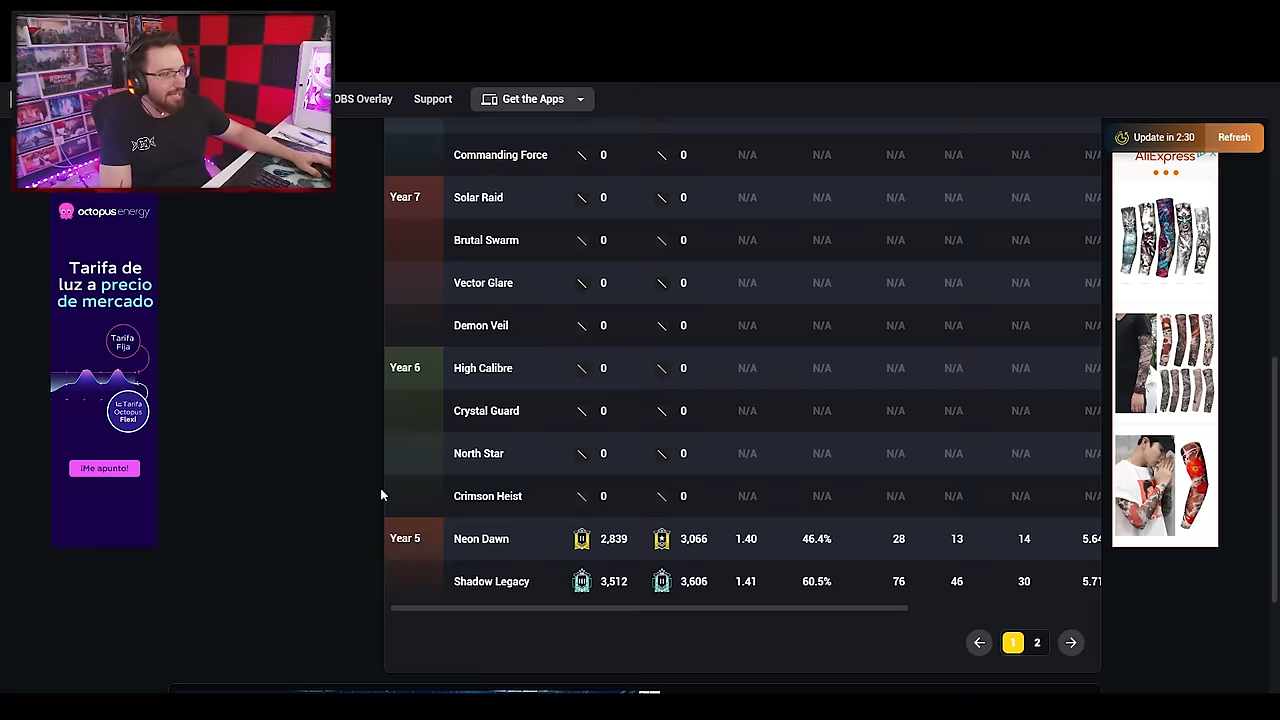 OBS Overlay Support Get the Apps
Update in 2:30 Refresh
AliExpress
octopus energy
Tarifa de
luz a precio
de mercado
Tarifa
Fija
Tarifa
Octopus
Flexi
¡Me apunto!
Commanding Force 0 0 N/A N/A N/A N/A N/A N/
Year 7 Solar Raid 0 0 N/A N/A N/A N/A N/A N/
Brutal Swarm 0 0 N/A N/A N/A N/A N/A N/
Vector Glare 0 0 N/A N/A N/A N/A N/A N/
Demon Veil 0 0 N/A N/A N/A N/A N/A N/
Year 6 High Calibre 0 0 N/A N/A N/A N/A N/A N/
Crystal Guard 0 0 N/A N/A N/A N/A N/A N/
North Star 0 0 N/A N/A N/A N/A N/A N/
Crimson Heist 0 0 N/A N/A N/A N/A N/A N/
Year 5 Neon Dawn 2,839 3,066 1.40 46.4% 28 13 14 5.64
Shadow Legacy 3,512 3,606 1.41 60.5% 76 46 30 5.71
1 2